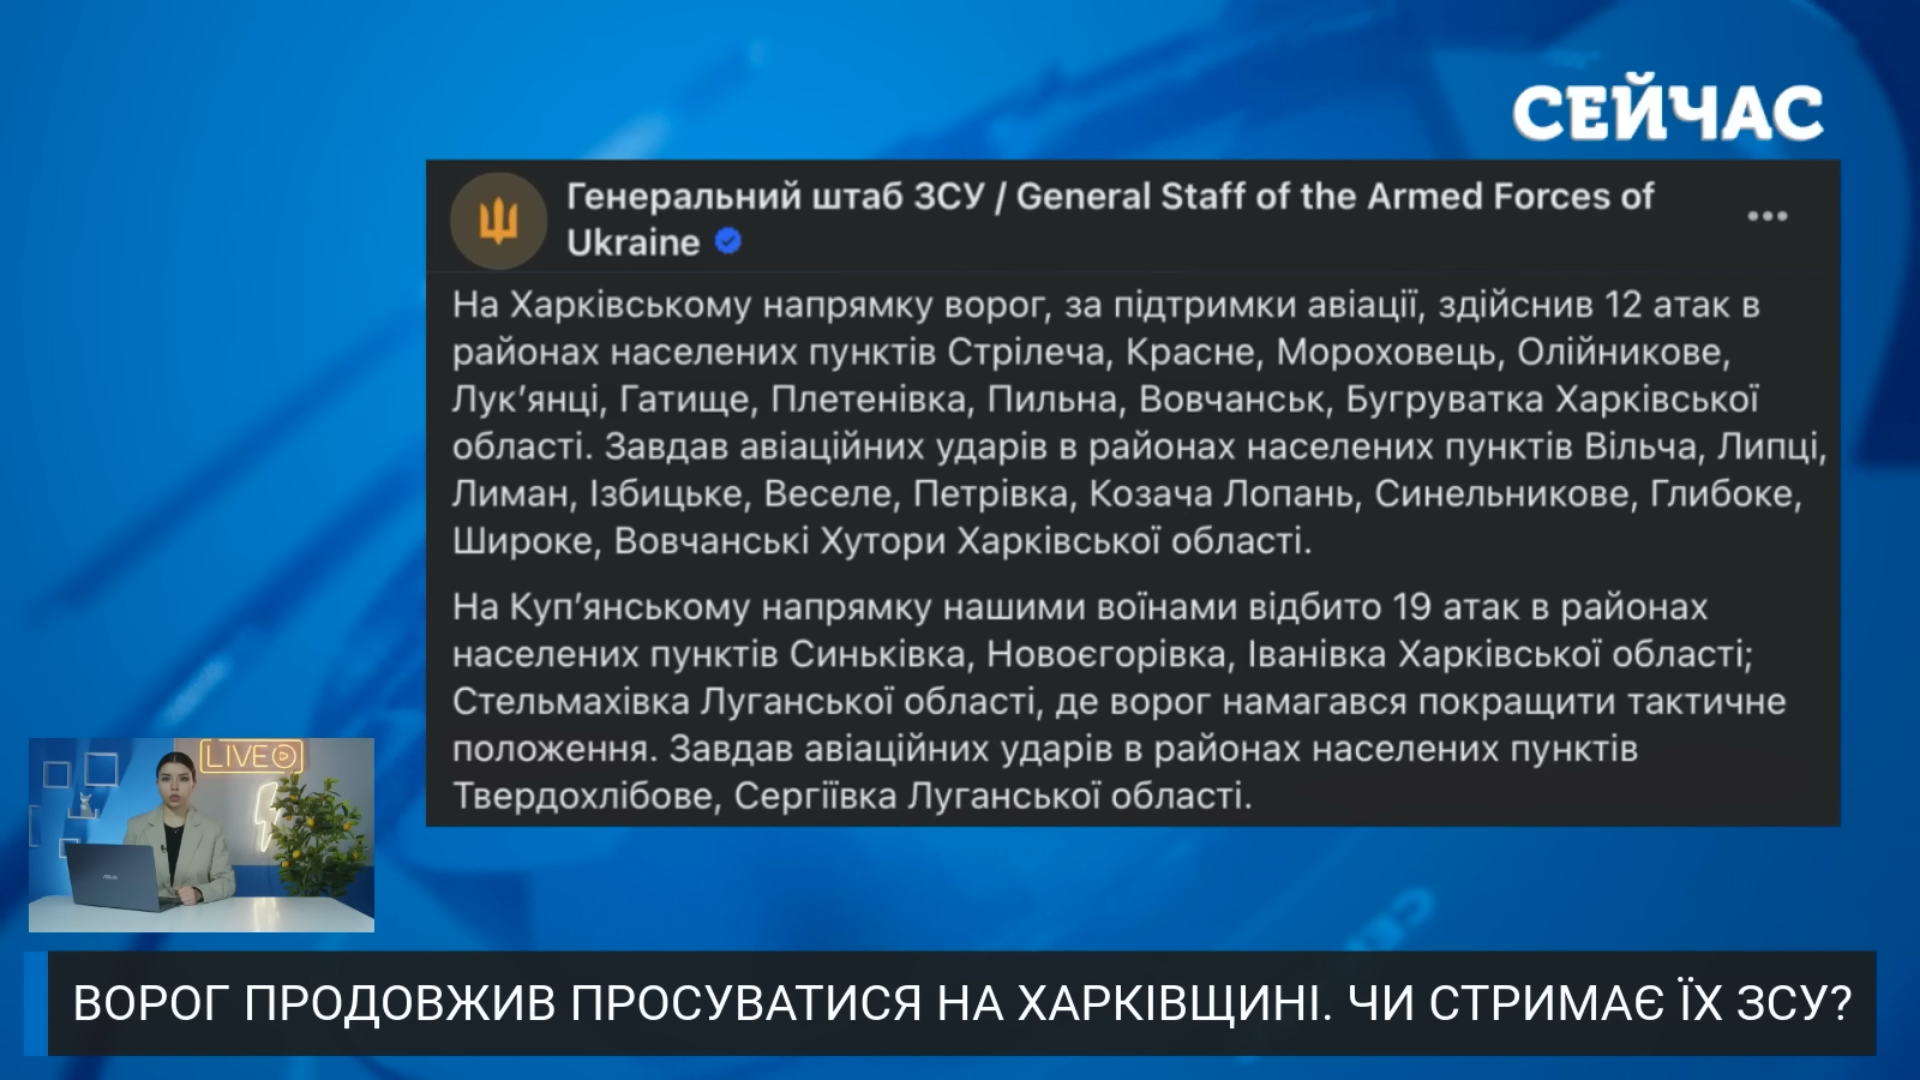 СЕЙЧАС
Генеральний штаб ЗСУ / General Staff of the Armed Forces of
Ukraine
На Харківському напрямку ворог, за підтримки авіації, здійснив 12 атак в
районах населених пунктів Стрілеча, Красне, Мороховець, Олійникове,
Лук’янці, Гатище, Плетенівка, Пильна, Вовчанськ, Бугруватка Харківської
області. Завдав авіаційних ударів в районах населених пунктів Вільча, Липці,
Лиман, Ізбицьке, Веселе, Петрівка, Козача Лопань, Синельникове, Глибоке,
Широке, Вовчанські Хутори Харківської області.
На Куп’янському напрямку нашими воїнами відбито 19 атак в районах
населених пунктів Синьківка, Новоєгорівка, Іванівка Харківської області;
Стельмахівка Луганської області, де ворог намагався покращити тактичне
положення. Завдав авіаційних ударів в районах населених пунктів
Твердохлібове, Сергіївка Луганської області.
LIVE
ВОРОГ ПРОДОВЖИВ ПРОСУВАТИСЯ НА ХАРКІВЩИНІ. ЧИ СТРИМАЄ ЇХ ЗСУ?